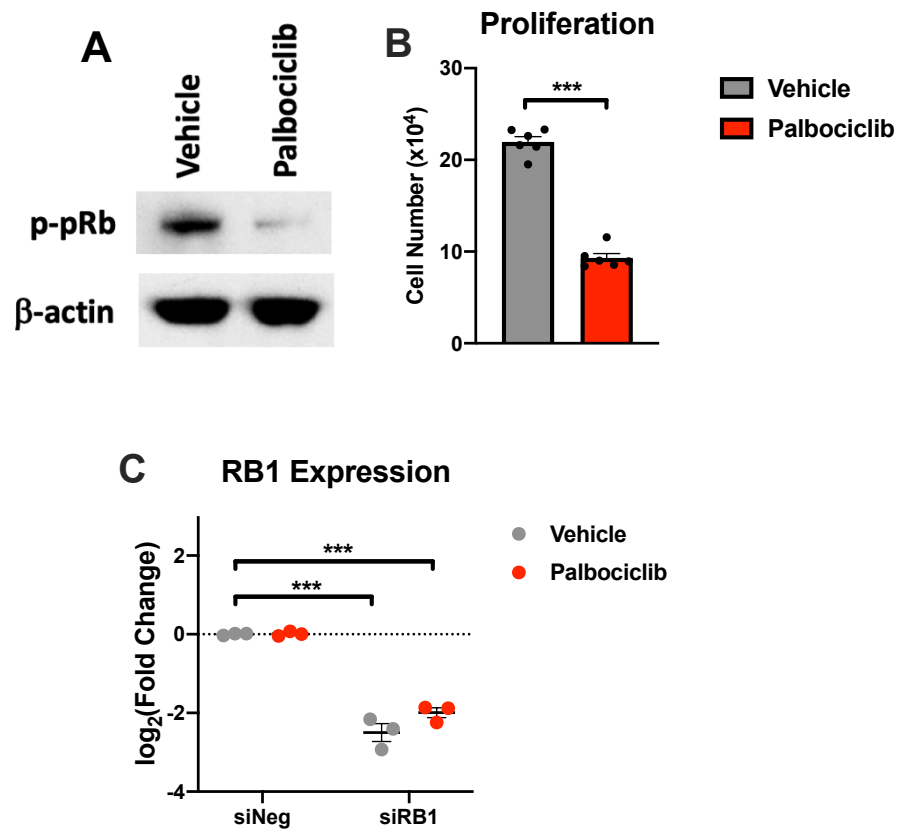 A
Vehicle
Palbociclib
p-pRb
β-actin
B
Proliferation
Cell Number (x10⁴)
30
20
10
0
***
Vehicle
Palbociclib
C
RB1 Expression
log₂(Fold Change)
2
0
-2
-4
***
***
siNeg
siRB1
Vehicle
Palbociclib